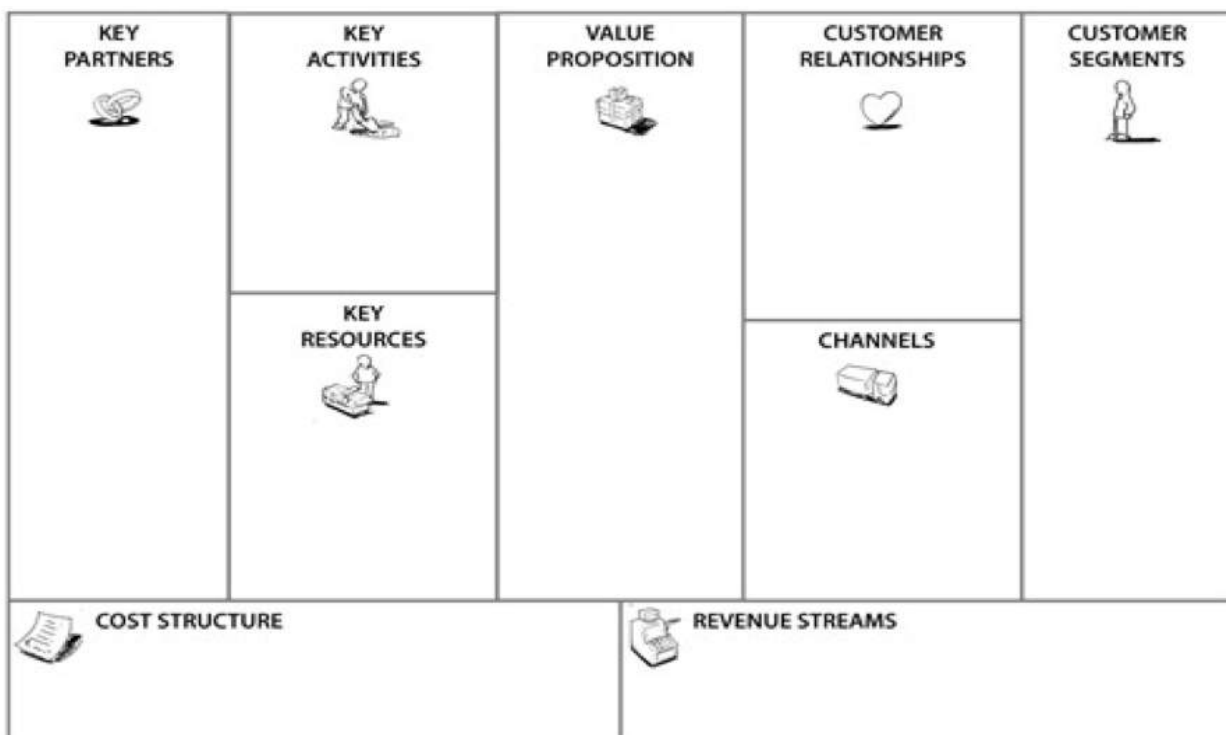 KEY
PARTNERS
KEY
ACTIVITIES
KEY
RESOURCES
VALUE
PROPOSITION
CUSTOMER
RELATIONSHIPS
CHANNELS
CUSTOMER
SEGMENTS
COST STRUCTURE
REVENUE STREAMS